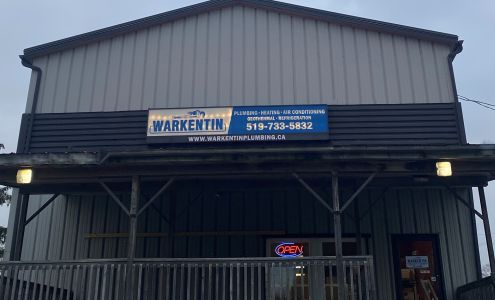 WARKENTIN
PLUMBING • HEATING • AIR CONDITIONING
GEOTHERMAL • REFRIGERATION
519-733-5832
WWW.WARKENTINPLUMBING.CA
OPEN